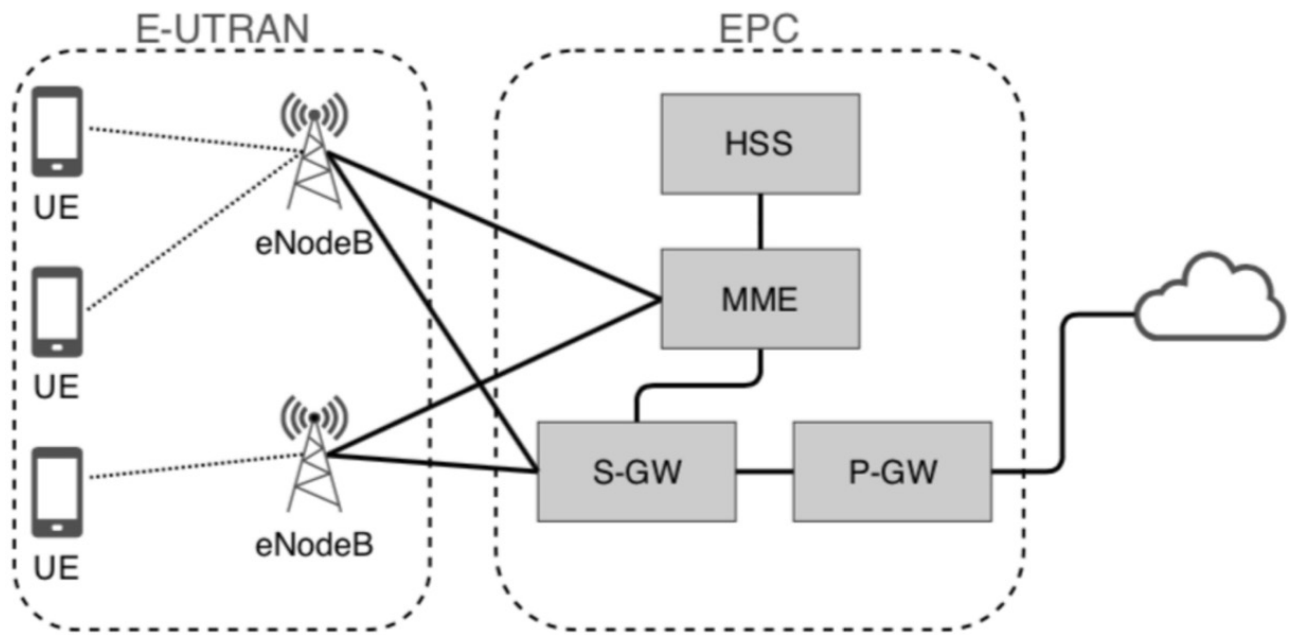 E-UTRAN
EPC
UE
eNodeB
HSS
UE
MME
UE
eNodeB
S-GW
P-GW